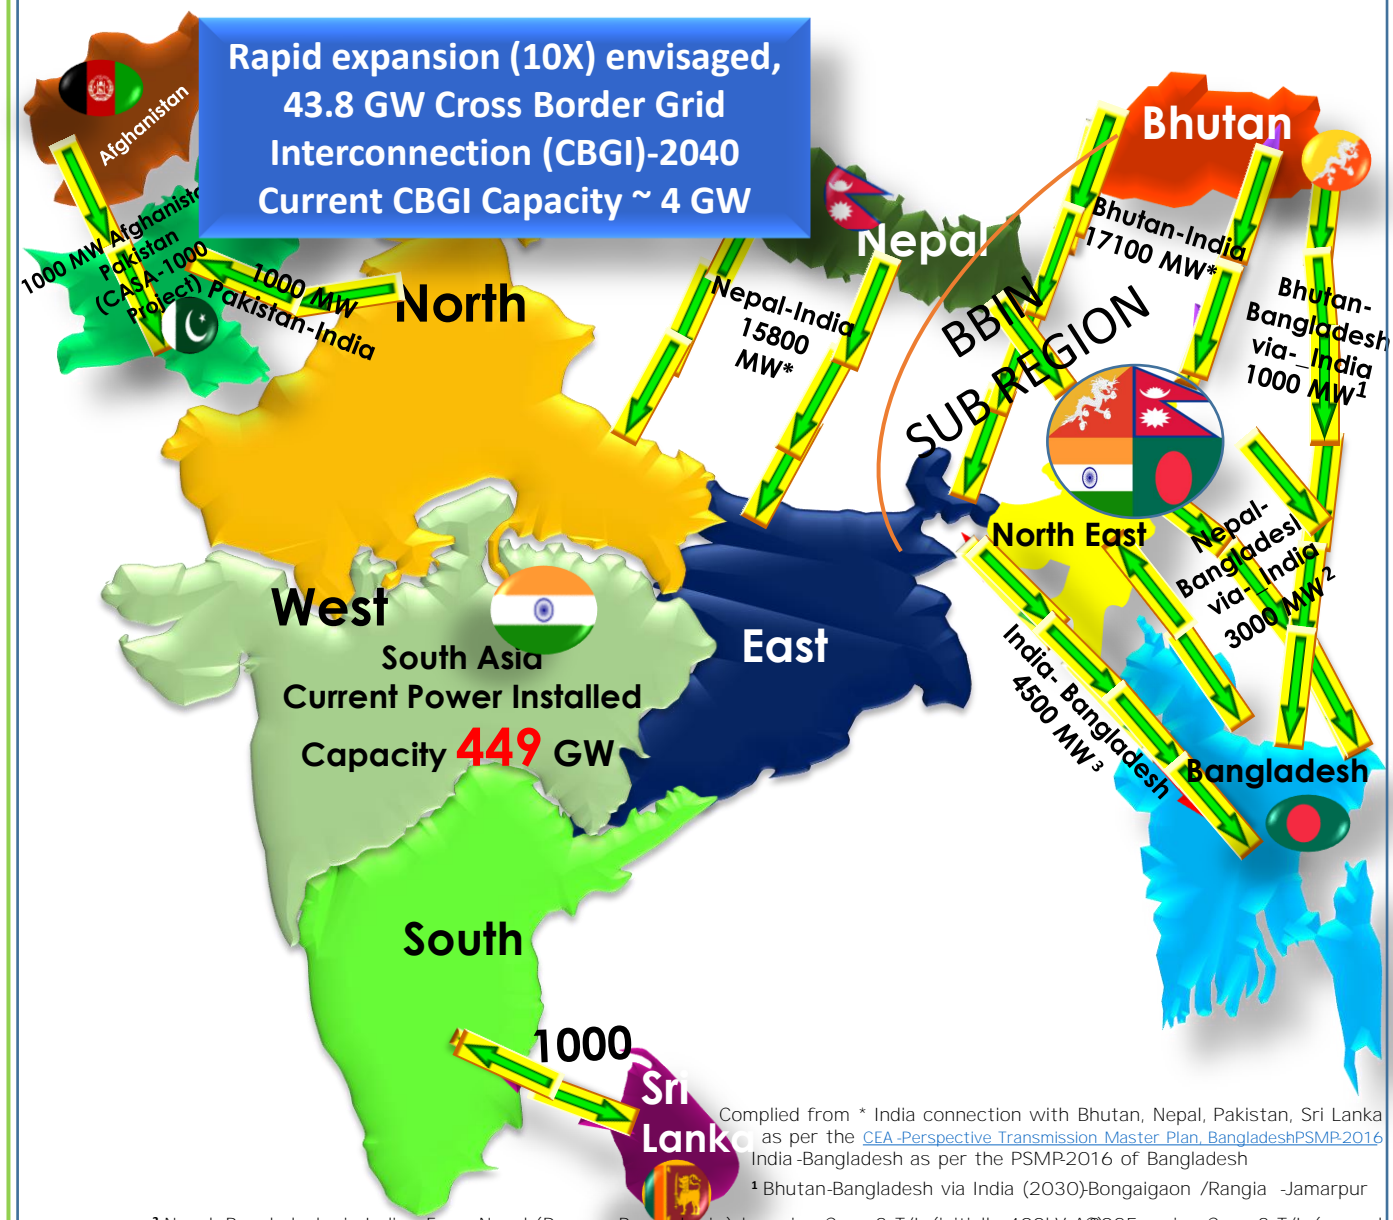 Rapid expansion (10X) envisaged,
43.8 GW Cross Border Grid
Interconnection (CBGI)-2040
Current CBGI Capacity ~ 4 GW
Afghanistan
1000 MW Afghanista
Pakistan
(CASA-1000
Project)
1000 MW
Pakistan-India
North
Nepal
Nepal-India
15800
MW*
Bhutan
Bhutan-India
17100 MW*
Bhutan-
Bangladesh
via-_India
1000 MW1
BBIN
SUB REGION
North East
Nepal-
Bangladesl
via-_India
3000 MW2
India- Bangladesh
4500 MW3
Bangladesh
West
South Asia
Current Power Installed
Capacity 449 GW
East
South
1000
Sri
Lanka
Complied from * India connection with Bhutan, Nepal, Pakistan, Sri Lanka
as per the CEA-Perspective Transmission Master Plan, BangladeshPSMP-2016
India-Bangladesh as per the PSMP-2016 of Bangladesh
1 Bhutan-Bangladesh via India (2030)-Bongaigaon /Rangia -Jamarpur